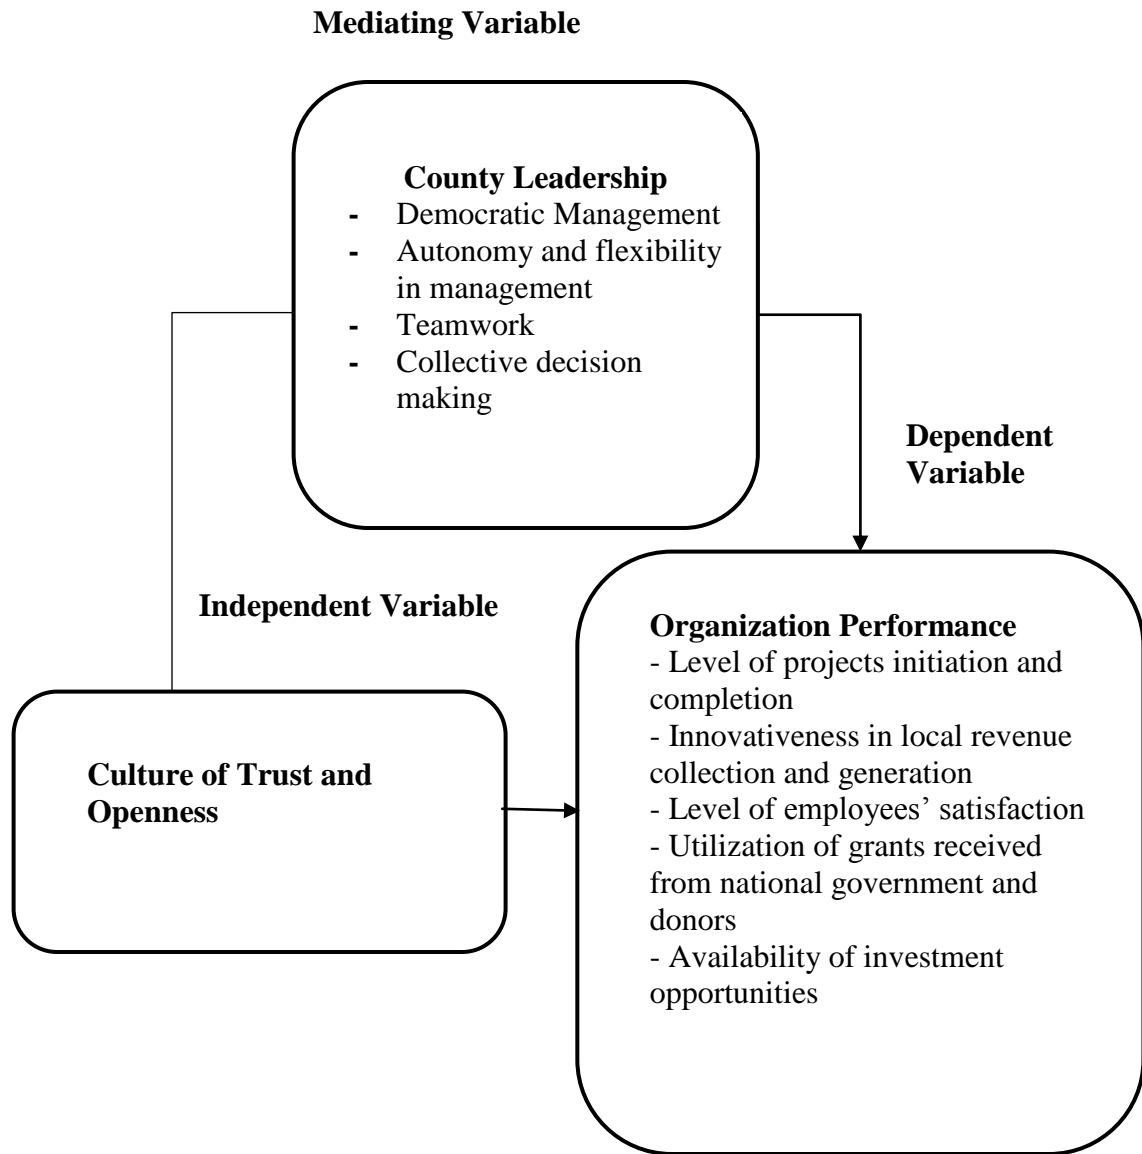 Mediating Variable
County Leadership
- Democratic Management
- Autonomy and flexibility
in management
- Teamwork
- Collective decision
making
Dependent
Variable
Independent Variable
Organization Performance
- Level of projects initiation and
completion
- Innovativeness in local revenue
collection and generation
- Level of employees’ satisfaction
- Utilization of grants received
from national government and
donors
- Availability of investment
opportunities
Culture of Trust and
Openness